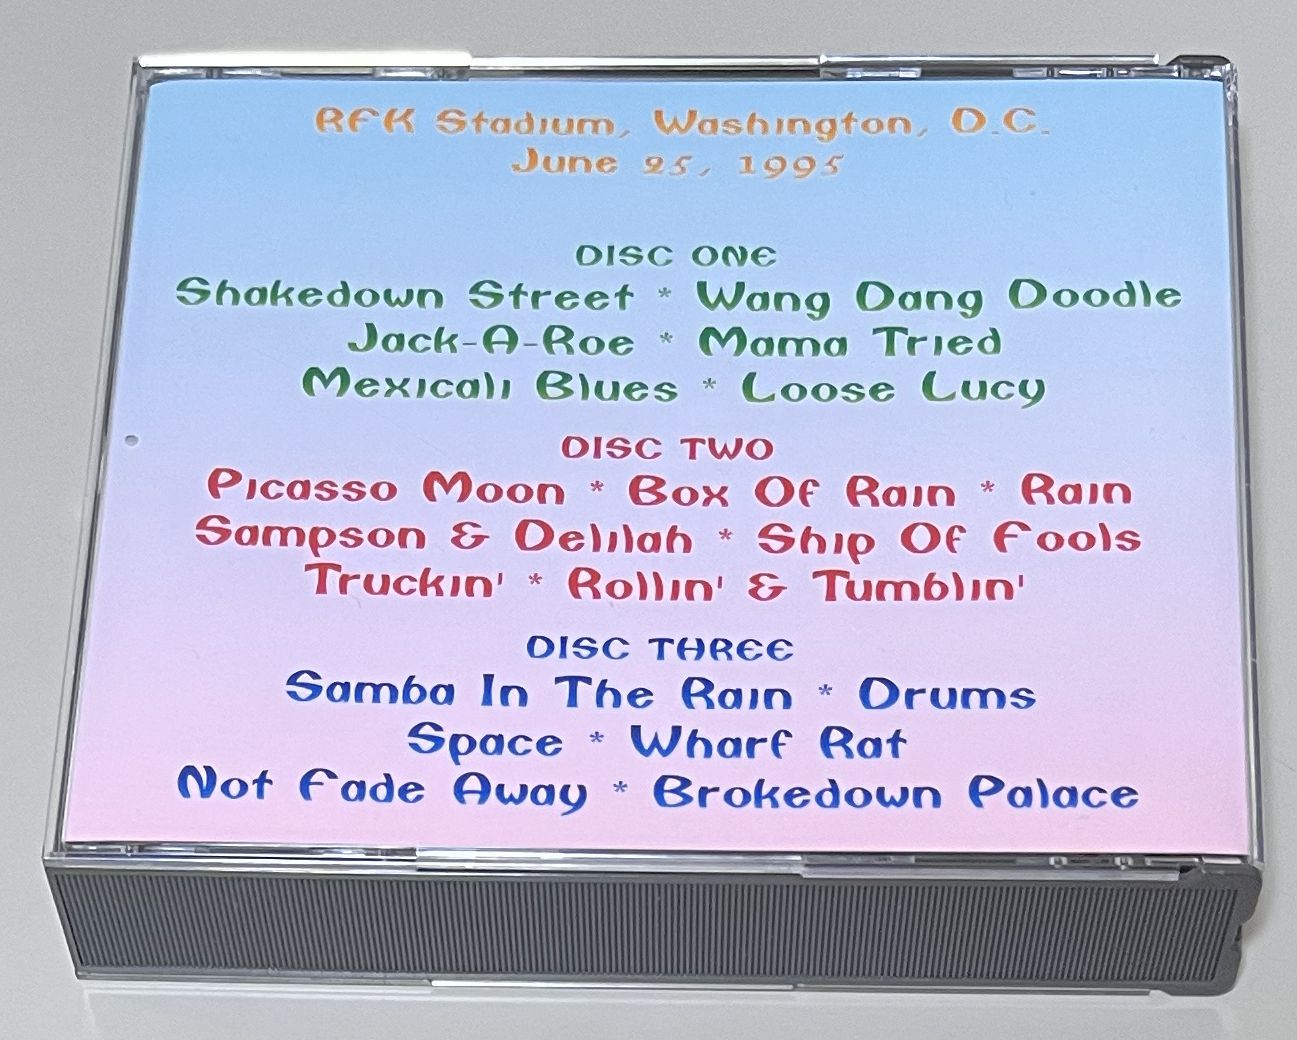 RFK Stadium, Washington, D.C.
June 25, 1995
DISC ONE
Shakedown Street * Wang Dang Doodle
Jack-A-Roe * Mama Tried
Mexicali Blues * Loose Lucy
DISC TWO
Picasso Moon * Box Of Rain * Rain
Sampson & Delilah * Ship Of Fools
Truckin' * Rollin' & Tumblin'
DISC THREE
Samba In The Rain * Drums
Space * Wharf Rat
Not Fade Away * Brokedown Palace